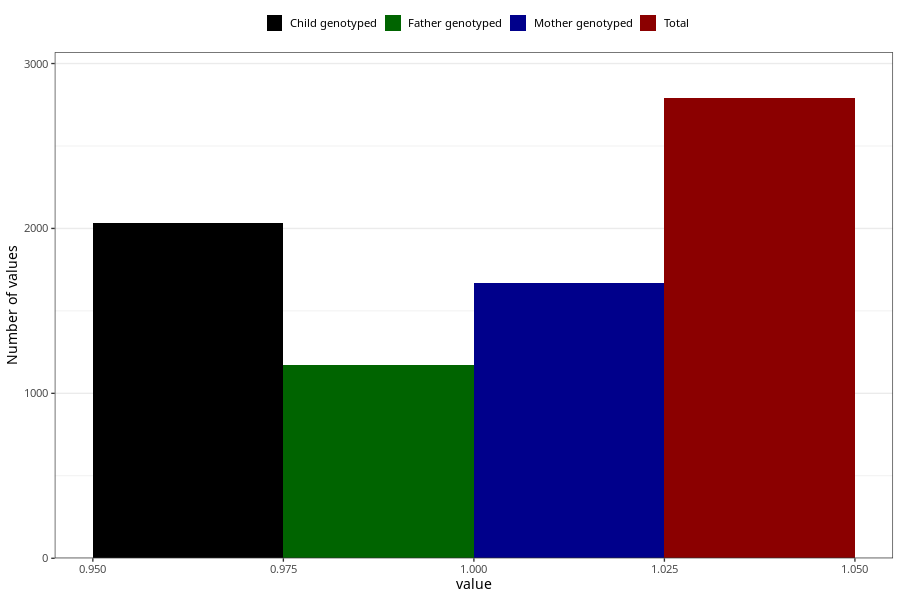 Child genotyped Father genotyped Mother genotyped Total
3000
2000
1000
0
Number of values
0.950 0.975 1.000 1.025 1.050
value